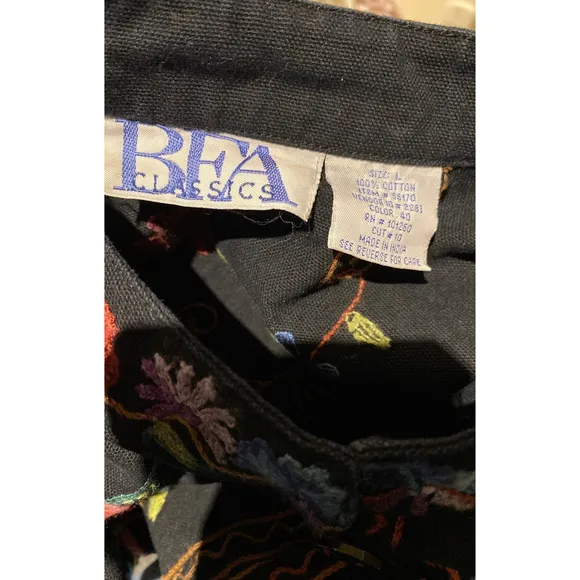 BFA
CLASSICS
SIZE: L
100% COTTON
ITEM # 56170
VENDOR ID # 2281
COLOR 40
RN # 101260
CUT # 10
MADE IN INDIA
SEE REVERSE FOR CARE